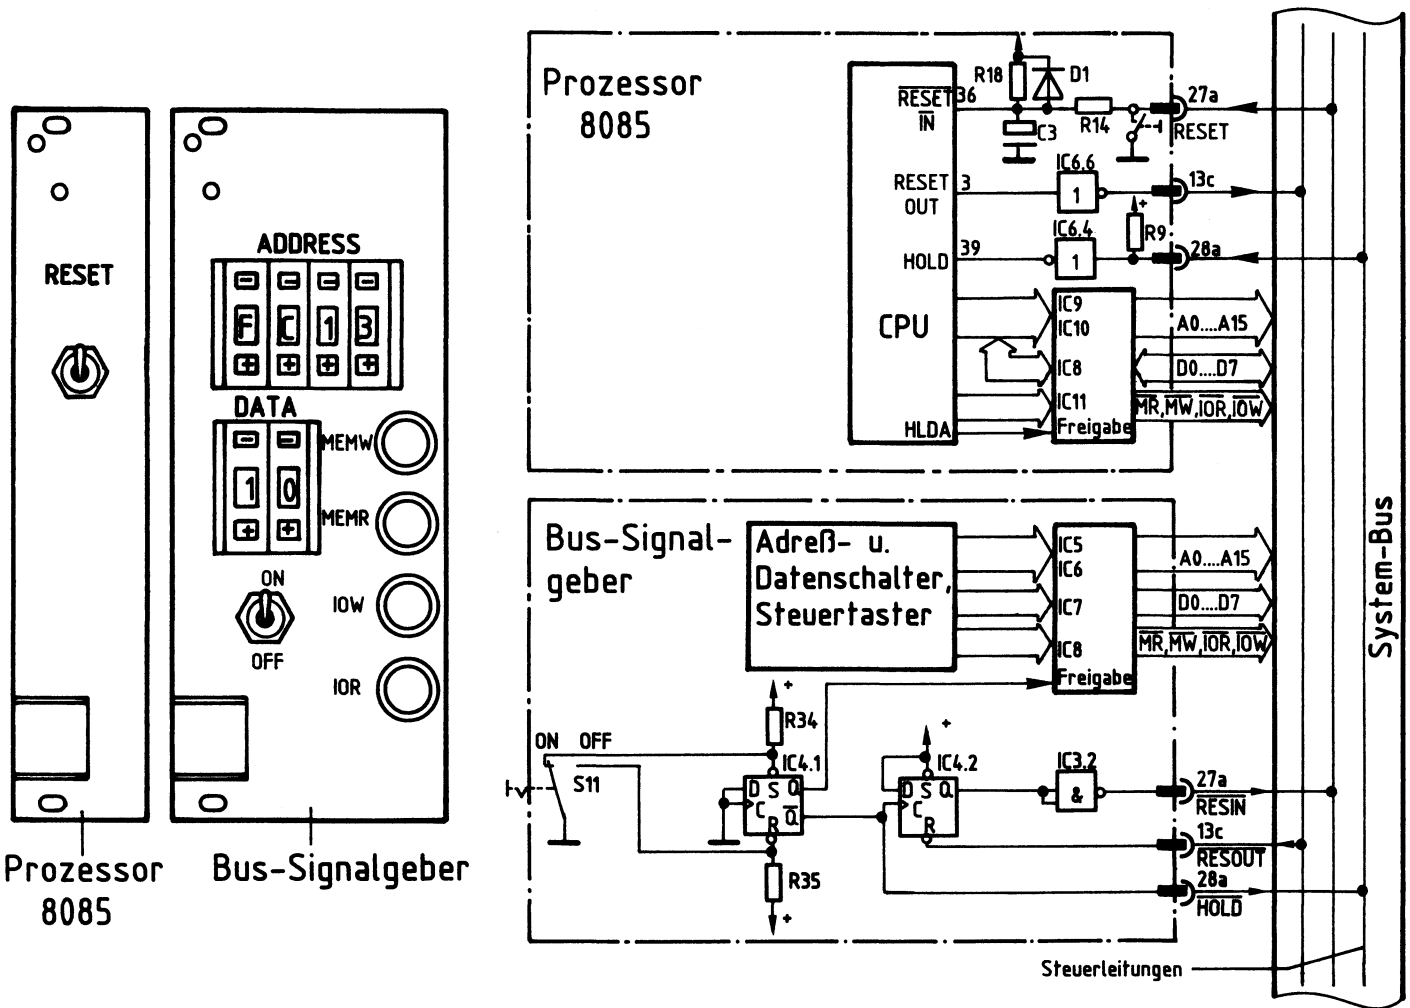 RESET
Prozessor
8085
ADDRESS
F C 1 3
DATA
1 0
MEMW
MEMR
IOW
IOR
ON
OFF
Bus-Signalgeber
Prozessor
8085
CPU
RESET
IN
36
RESET
OUT
3
HOLD
39
HLDA
R18
D1
C3
R14
27a
RESET
IC6.6
1
13c
IC6.4
1
+
R9
28a
IC9
IC10
IC8
IC11
Freigabe
A0....A15
D0....D7
MR,MW,IOR,IOW
Bus-Signal-
geber
Adreß- u.
Datenschalter,
Steuertaster
IC5
IC6
IC7
IC8
Freigabe
A0....A15
D0....D7
MR,MW,IOR,IOW
ON OFF
S11
+
R34
IC4.1
D S Q
C
R Q
R35
+
+
IC4.2
D S Q
C
R
IC3.2
&
27a
RESIN
13c
RESOUT
28a
HOLD
Steuerleitungen
System-Bus